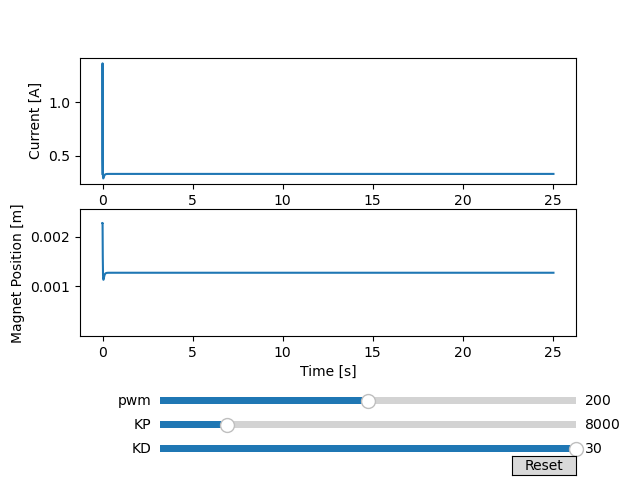 Current [A]
1.0
0.5
0 5 10 15 20 25
Magnet Position [m]
0.002
0.001
0 5 10 15 20 25
Time [s]
pwm 200
KP 8000
KD 30
Reset